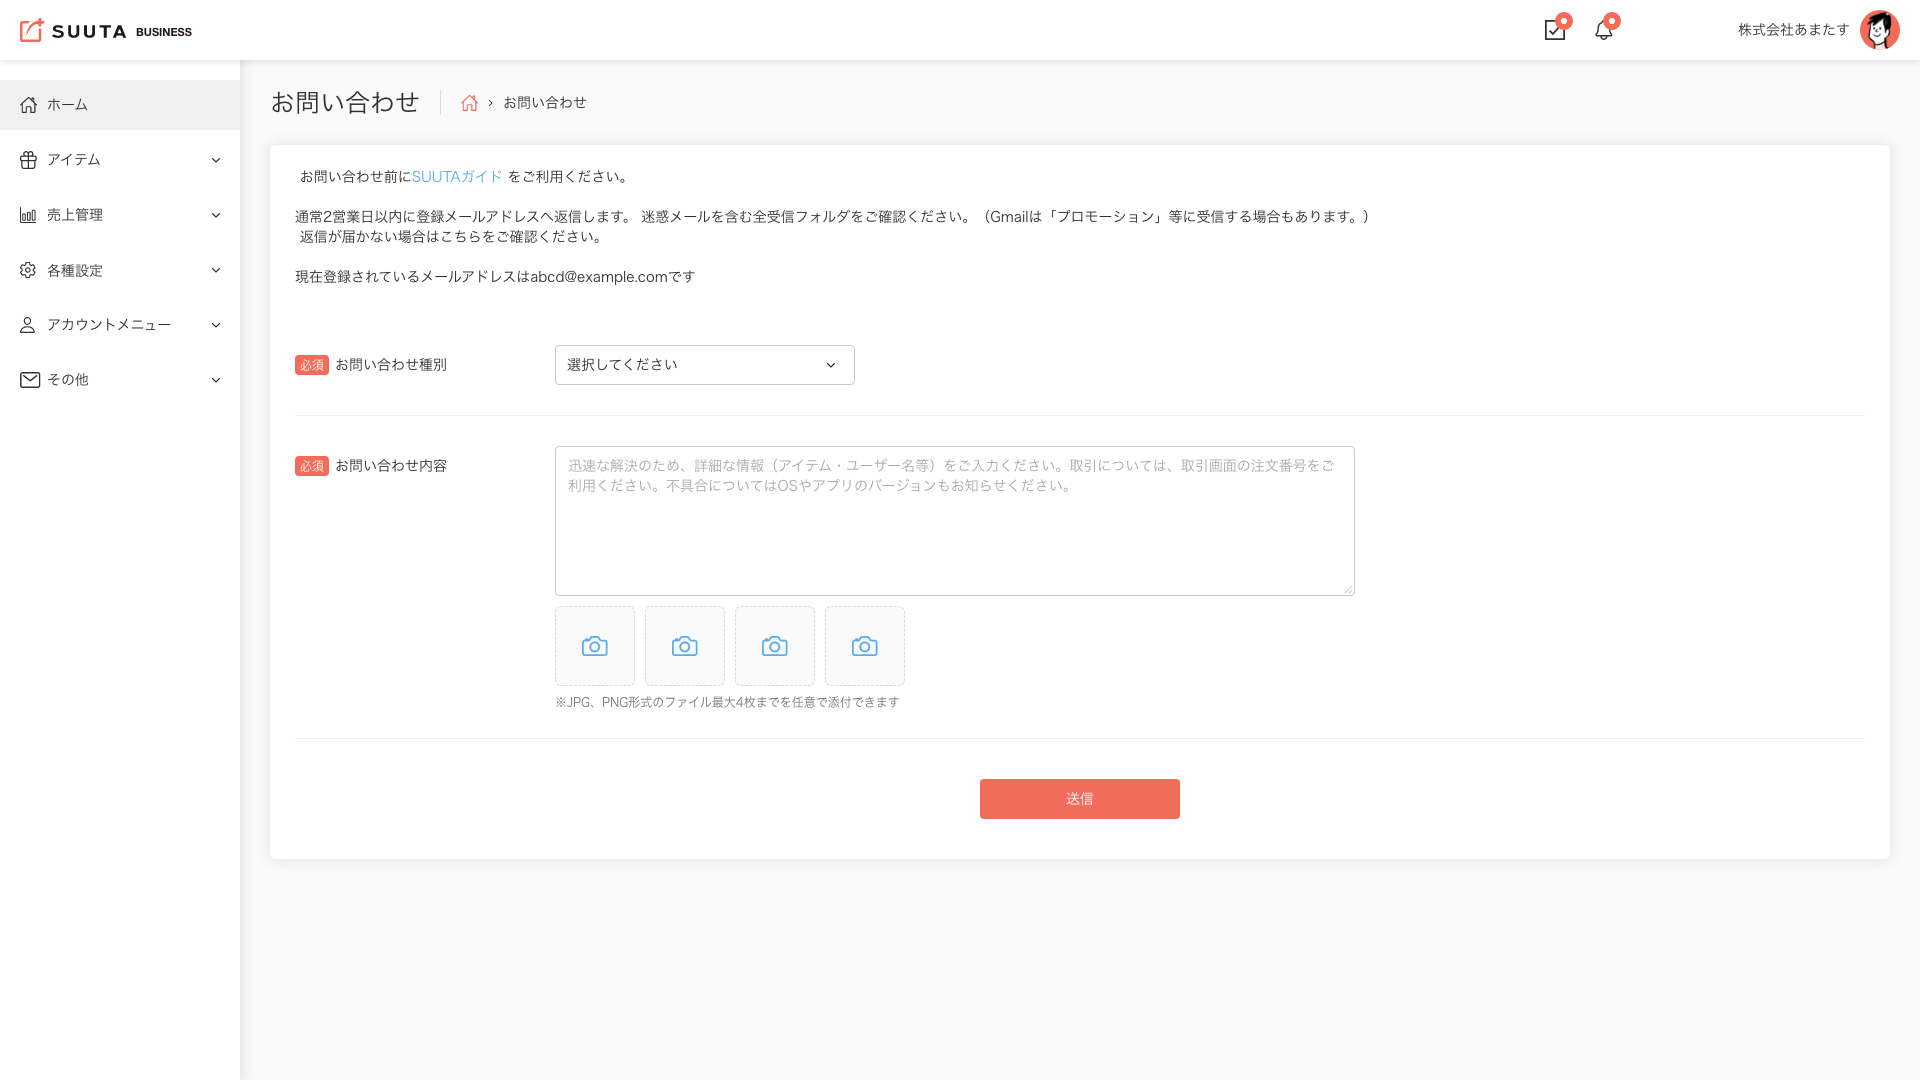 SUUTA BUSINESS
株式会社あまたす
ホーム
アイテム
売上管理
各種設定
アカウントメニュー
その他
お問い合わせ
お問い合わせ
お問い合わせ前にSUUTAガイド をご利用ください。
通常2営業日以内に登録メールアドレスへ返信します。 迷惑メールを含む全受信フォルダをご確認ください。（Gmailは「プロモーション」等に受信する場合もあります。）
返信が届かない場合はこちらをご確認ください。
現在登録されているメールアドレスはabcd@example.comです
必須 お問い合わせ種別
選択してください
必須 お問い合わせ内容
迅速な解決のため、詳細な情報（アイテム・ユーザー名等）をご入力ください。取引については、取引画面の注文番号をご
利用ください。不具合についてはOSやアプリのバージョンもお知らせください。
※JPG、PNG形式のファイル最大4枚までを任意で添付できます
送信